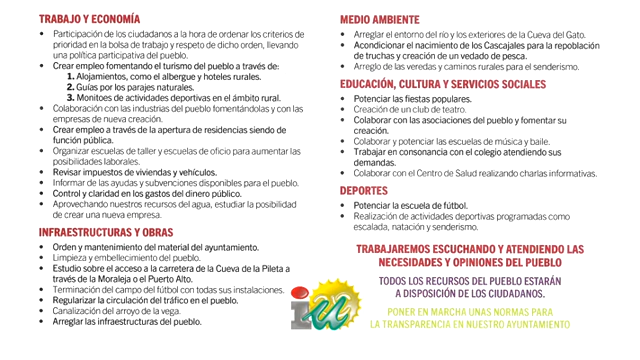 TRABAJO Y ECONOMÍA
• Participación de los ciudadanos a la hora de ordenar los criterios de
prioridad en la bolsa de trabajo y respeto de dicho orden, llevando
una política participativa del pueblo.
• Crear empleo fomentando el turismo del pueblo a través de:
1. Alojamientos, como el albergue y hoteles rurales.
2. Guías por los parajes naturales.
3. Monitoes de actividades deportivas en el ámbito rural.
• Colaboración con las industrias del pueblo fomentándolas y con las
empresas de nueva creación.
• Crear empleo a través de la apertura de residencias siendo de
función pública.
• Organizar escuelas de taller y escuelas de oficio para aumentar las
posibilidades laborales.
• Revisar impuestos de viviendas y vehículos.
• Informar de las ayudas y subvenciones disponibles para el pueblo.
• Control y claridad en los gastos del dinero público.
• Aprovechando nuestros recursos del agua, estudiar la posibilidad
de crear una nueva empresa.
INFRAESTRUCTURAS Y OBRAS
• Orden y mantenimiento del material del ayuntamiento.
• Limpieza y embellecimiento del pueblo.
• Estudio sobre el acceso a la carretera de la Cueva de la Pileta a
través de la Moraleja o el Puerto Alto.
• Terminación del campo del fútbol con todas sus instalaciones.
• Regularizar la circulación del tráfico en el pueblo.
• Canalización del arroyo de la vega.
• Arreglar las infraestructuras del pueblo.
MEDIO AMBIENTE
• Arreglar el entorno del río y los exteriores de la Cueva del Gato.
• Acondicionar el nacimiento de los Cascajales para la repoblación
de truchas y creación de un vedado de pesca.
• Arreglo de las veredas y caminos rurales para el senderismo.
EDUCACIÓN, CULTURA Y SERVICIOS SOCIALES
• Potenciar las fiestas populares.
• Creación de un club de teatro.
• Colaborar con las asociaciones del pueblo y fomentar su
creación.
• Colaborar y potenciar las escuelas de música y baile.
• Trabajar en consonancia con el colegio atendiendo sus
demandas.
• Colaborar con el Centro de Salud realizando charlas informativas.
DEPORTES
• Potenciar la escuela de fútbol.
• Realización de actividades deportivas programadas como
escalada, natación y senderismo.
TRABAJAREMOS ESCUCHANDO Y ATENDIENDO LAS
NECESIDADES Y OPINIONES DEL PUEBLO
TODOS LOS RECURSOS DEL PUEBLO ESTARÁN
A DISPOSICIÓN DE LOS CIUDADANOS.
PONER EN MARCHA UNAS NORMAS PARA
LA TRANSPARENCIA EN NUESTRO AYUNTAMIENTO
iu